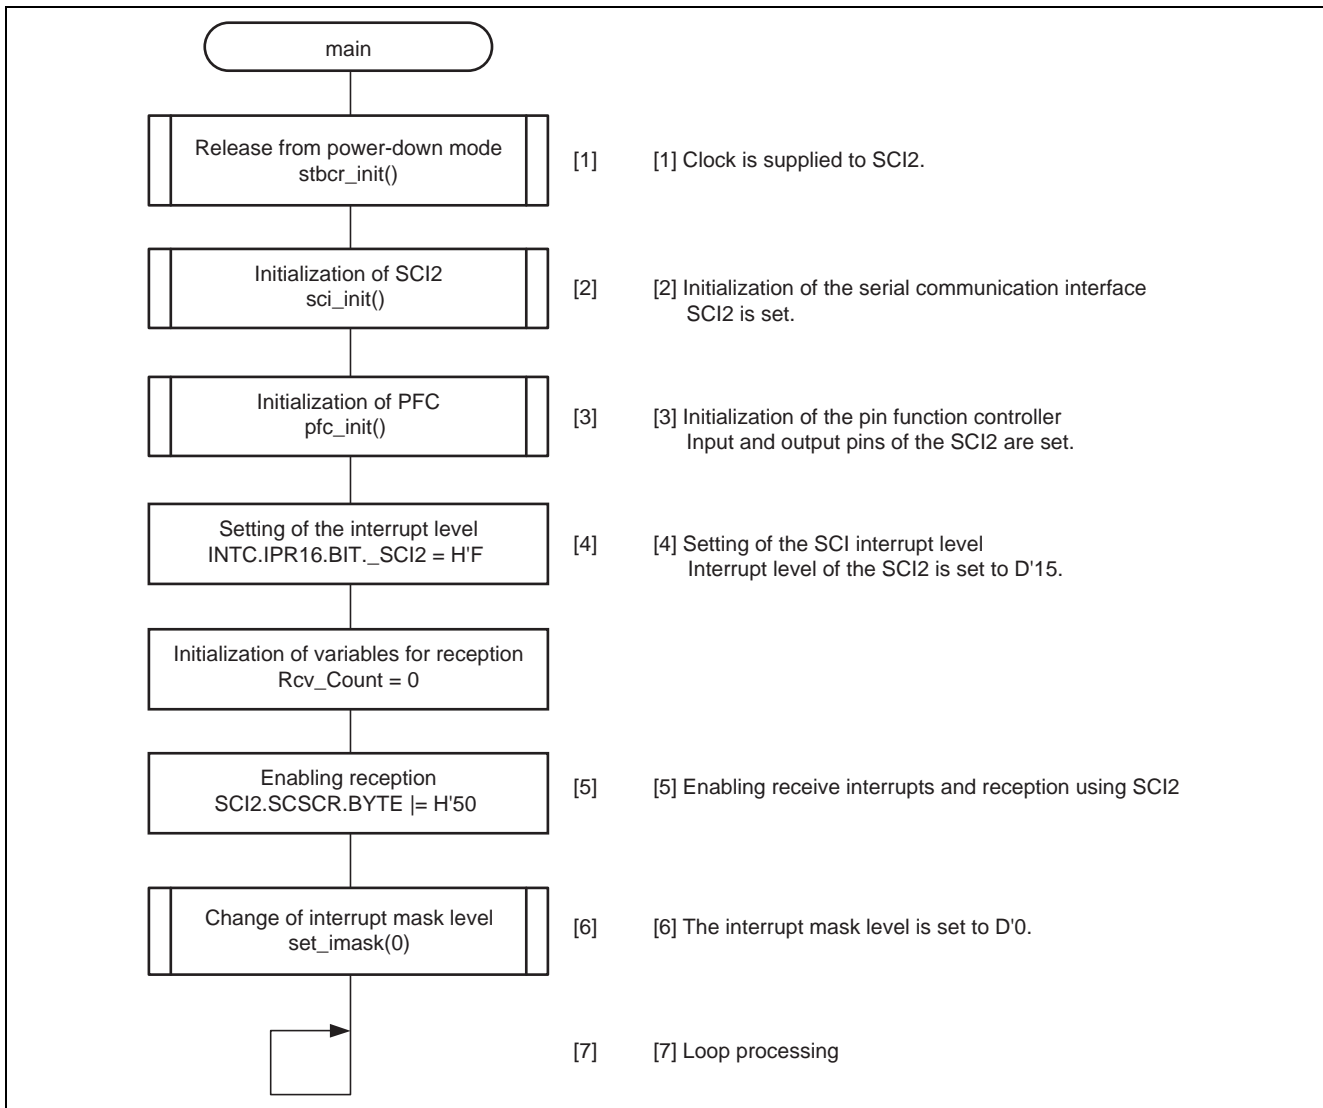 main
Release from power-down mode
stbcr_init()
[1]
[1] Clock is supplied to SCI2.
Initialization of SCI2
sci_init()
[2]
[2] Initialization of the serial communication interface
SCI2 is set.
Initialization of PFC
pfc_init()
[3]
[3] Initialization of the pin function controller
Input and output pins of the SCI2 are set.
Setting of the interrupt level
INTC.IPR16.BIT._SCI2 = H'F
[4]
[4] Setting of the SCI interrupt level
Interrupt level of the SCI2 is set to D'15.
Initialization of variables for reception
Rcv_Count = 0
Enabling reception
SCI2.SCSCR.BYTE |= H'50
[5]
[5] Enabling receive interrupts and reception using SCI2
Change of interrupt mask level
set_imask(0)
[6]
[6] The interrupt mask level is set to D'0.
[7]
[7] Loop processing